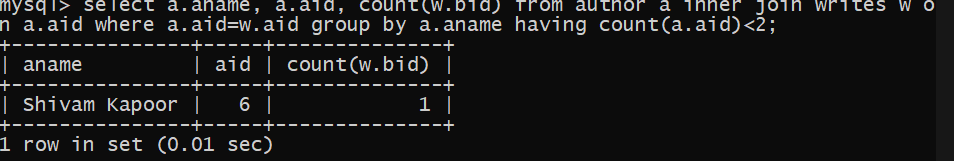 mysql> select a.aname, a.aid, count(w.bid) from author a inner join writes w o
n a.aid where a.aid=w.aid group by a.aname having count(a.aid)<2;
+---------------+-----+--------------+
| aname         | aid | count(w.bid) |
+---------------+-----+--------------+
| Shivam Kapoor |   6 |            1 |
+---------------+-----+--------------+
1 row in set (0.01 sec)